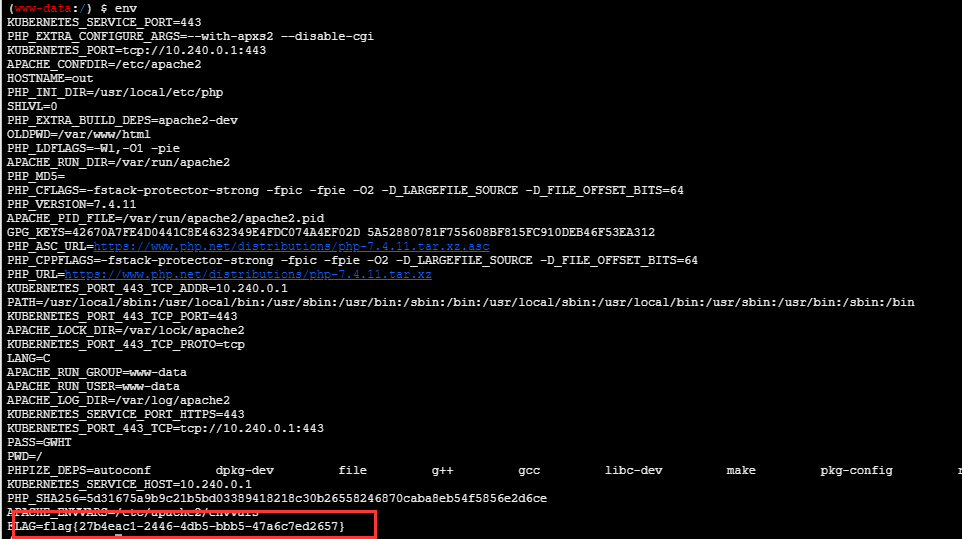 (www-data:/) $ env
KUBERNETES_SERVICE_PORT=443
PHP_EXTRA_CONFIGURE_ARGS=--with-apxs2 --disable-cgi
KUBERNETES_PORT=tcp://10.240.0.1:443
APACHE_CONFDIR=/etc/apache2
HOSTNAME=out
PHP_INI_DIR=/usr/local/etc/php
SHLVL=0
PHP_EXTRA_BUILD_DEPS=apache2-dev
OLDPWD=/var/www/html
PHP_LDFLAGS=-Wl,-O1 -pie
APACHE_RUN_DIR=/var/run/apache2
PHP_MD5=
PHP_CFLAGS=-fstack-protector-strong -fpic -fpie -O2 -D_LARGEFILE_SOURCE -D_FILE_OFFSET_BITS=64
PHP_VERSION=7.4.11
APACHE_PID_FILE=/var/run/apache2/apache2.pid
GPG_KEYS=42670A7FE4D0441C8E4632349E4FDC074A4EF02D 5A52880781F755608BF815FC910DEB46F53EA312
PHP_ASC_URL=https://www.php.net/distributions/php-7.4.11.tar.xz.asc
PHP_CPPFLAGS=-fstack-protector-strong -fpic -fpie -O2 -D_LARGEFILE_SOURCE -D_FILE_OFFSET_BITS=64
PHP_URL=https://www.php.net/distributions/php-7.4.11.tar.xz
KUBERNETES_PORT_443_TCP_ADDR=10.240.0.1
PATH=/usr/local/sbin:/usr/local/bin:/usr/sbin:/usr/bin:/sbin:/bin:/usr/local/sbin:/usr/local/bin:/usr/sbin:/usr/bin:/sbin:/bin
KUBERNETES_PORT_443_TCP_PORT=443
APACHE_LOCK_DIR=/var/lock/apache2
KUBERNETES_PORT_443_TCP_PROTO=tcp
LANG=C
APACHE_RUN_GROUP=www-data
APACHE_RUN_USER=www-data
APACHE_LOG_DIR=/var/log/apache2
KUBERNETES_SERVICE_PORT_HTTPS=443
KUBERNETES_PORT_443_TCP=tcp://10.240.0.1:443
PASS=GWHT
PWD=/
PHPIZE_DEPS=autoconf dpkg-dev file g++ gcc libc-dev make pkg-config
KUBERNETES_SERVICE_HOST=10.240.0.1
PHP_SHA256=5d31675a9b9c21b5bd03389418218c30b26558246870caba8eb54f5856e2d6ce
APACHE_ENVVARS=/etc/apache2/envvars
FLAG=flag{27b4eac1-2446-4db5-bbb5-47a6c7ed2657}